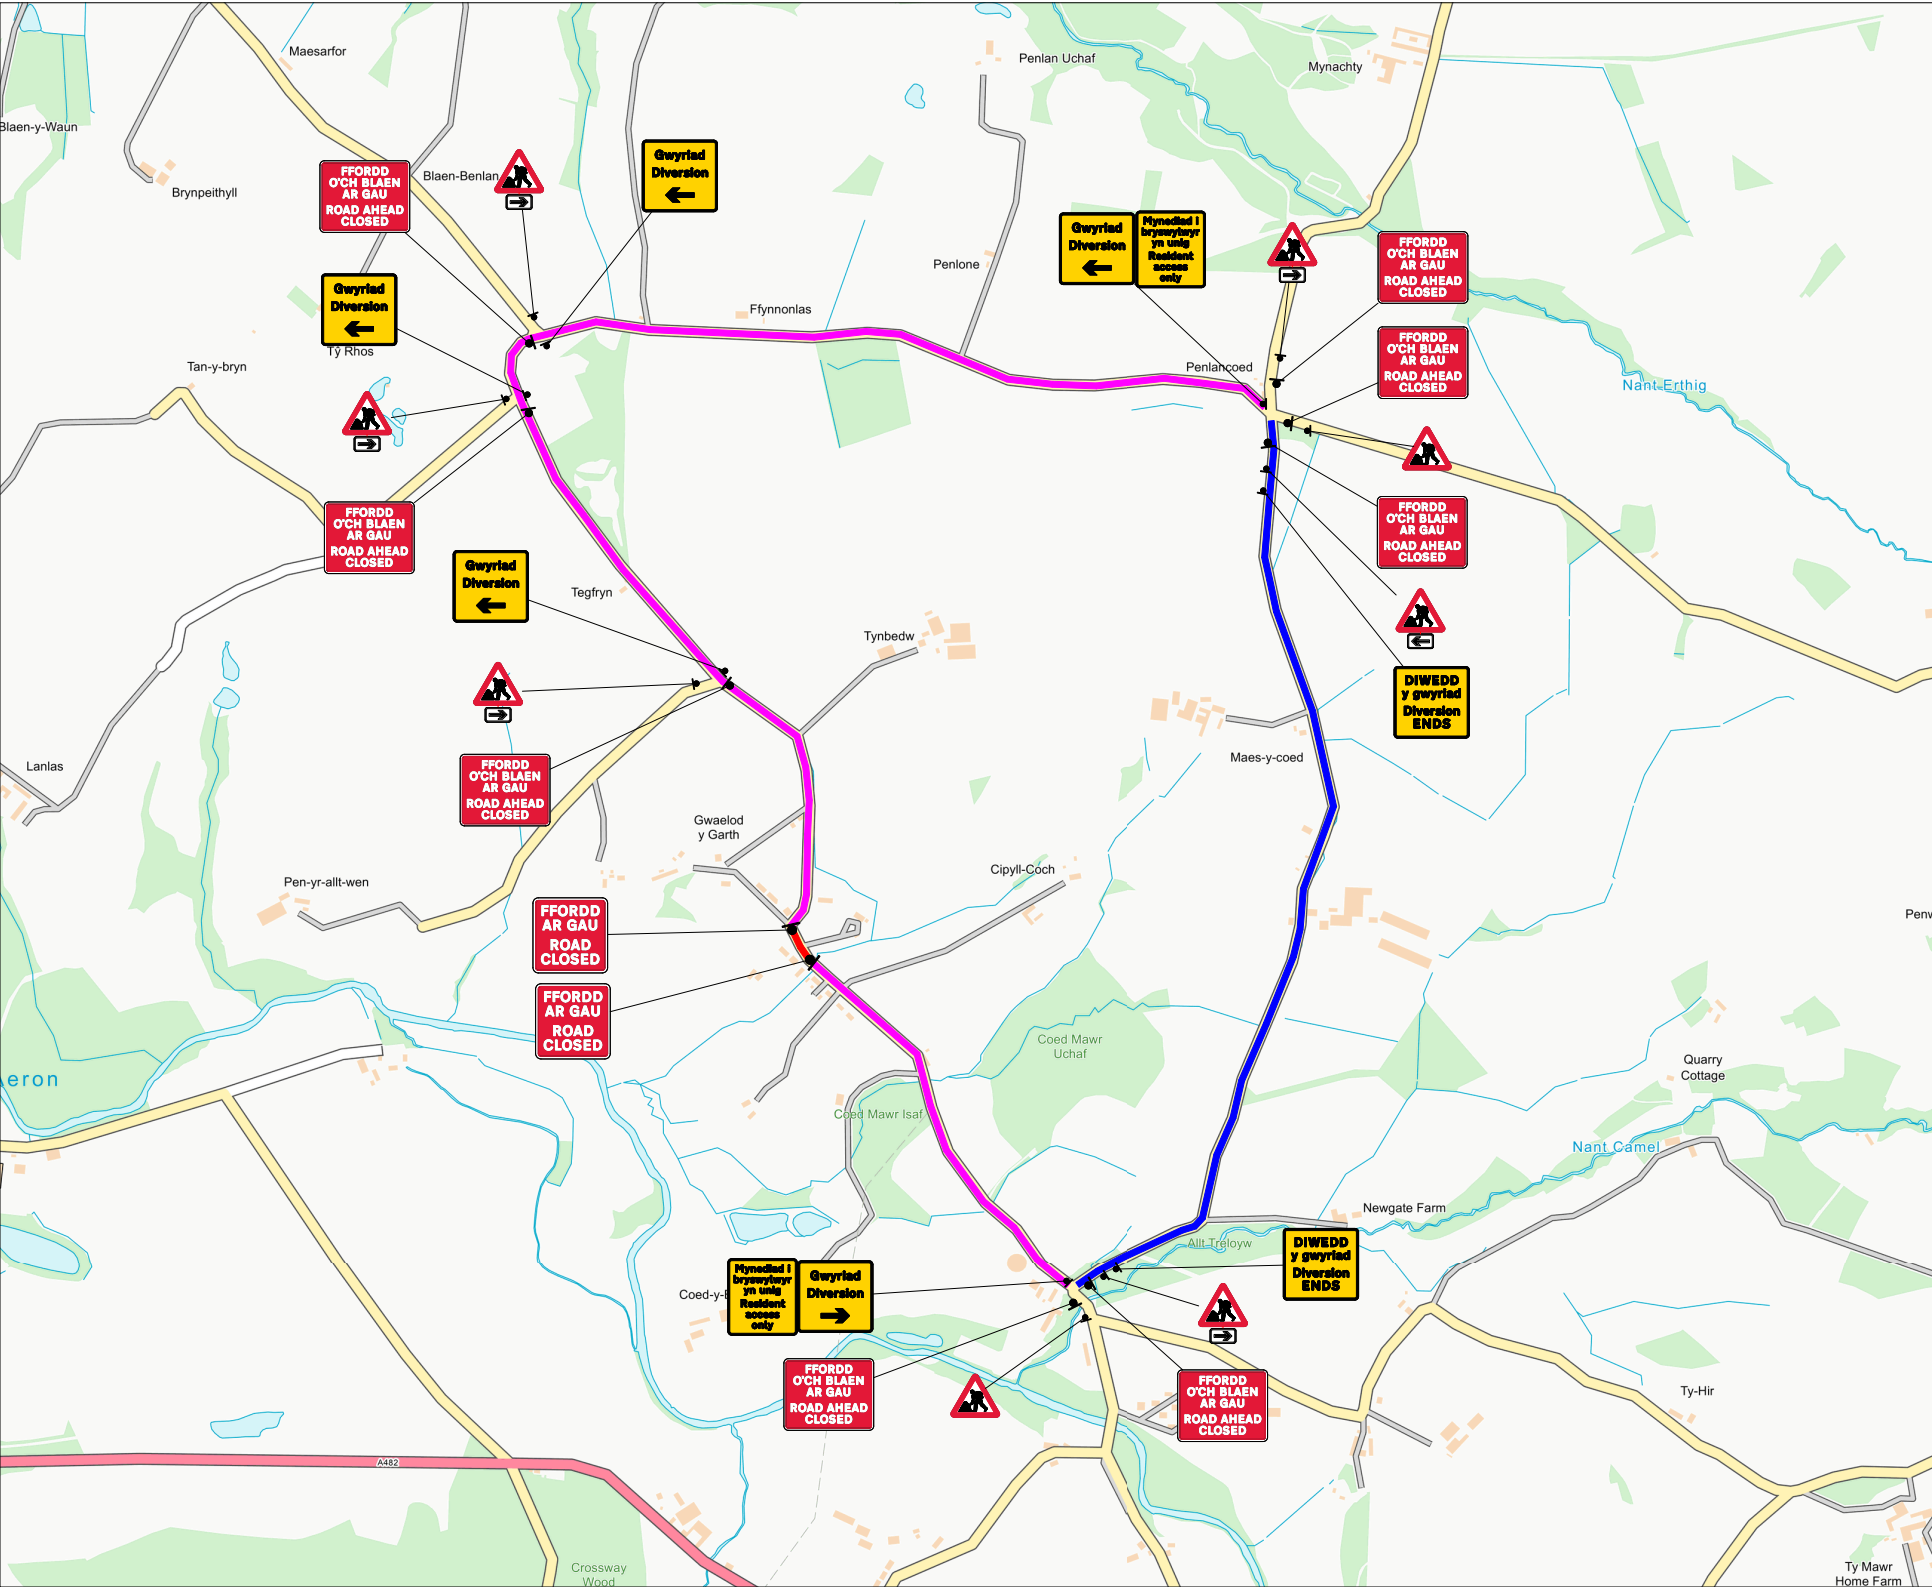 Maesarfor
Penlan Uchaf
Mynachty
Blaen-y-Waun
Brynpeithyll
FFORDD
O'CH BLAEN
AR GAU
ROAD AHEAD
CLOSED
Blaen-Benlan
Gwyriad
Diversion
Gwyriad
Diversion
Mynediad i
bryswylwyr
yn unig
Resident
access
only
FFORDD
O'CH BLAEN
AR GAU
ROAD AHEAD
CLOSED
Penlone
Gwyriad
Diversion
Tŷ Rhos
Ffynnonlas
Tan-y-bryn
Penlancoed
FFORDD
O'CH BLAEN
AR GAU
ROAD AHEAD
CLOSED
Nant Erthig
FFORDD
O'CH BLAEN
AR GAU
ROAD AHEAD
CLOSED
FFORDD
O'CH BLAEN
AR GAU
ROAD AHEAD
CLOSED
Gwyriad
Diversion
Tegfryn
Tynbedw
DIWEDD
y gwyriad
Diversion
ENDS
Lanlas
FFORDD
O'CH BLAEN
AR GAU
ROAD AHEAD
CLOSED
Maes-y-coed
Gwaelod
y Garth
Pen-yr-allt-wen
Cipyll-Coch
FFORDD
AR GAU
ROAD
CLOSED
Penw
FFORDD
AR GAU
ROAD
CLOSED
Coed Mawr
Uchaf
Quarry
Cottage
eron
Coed Mawr Isaf
Nant Camel
Newgate Farm
Allt Treloyw
DIWEDD
y gwyriad
Diversion
ENDS
Coed-y-
Mynediad i
bryswylwyr
yn unig
Resident
access
only
Gwyriad
Diversion
FFORDD
O'CH BLAEN
AR GAU
ROAD AHEAD
CLOSED
FFORDD
O'CH BLAEN
AR GAU
ROAD AHEAD
CLOSED
Ty-Hir
A482
Crossway
Wood
Ty Mawr
Home Farm